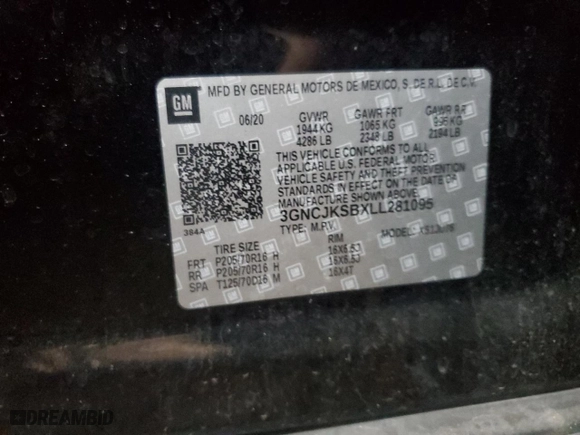 MFD BY GENERAL MOTORS DE MEXICO, S. DE R.L. DE C.V.
GM
06/20 GVWR GAWR FRT GAWR RR
1944 KG 1065 KG 995 KG
4286 LB 2348 LB 2194 LB
THIS VEHICLE CONFORMS TO ALL
APPLICABLE U.S. FEDERAL MOTOR
VEHICLE SAFETY AND THEFT PREVENTION
STANDARDS IN EFFECT ON THE DATE OF
MANUFACTURE SHOWN ABOVE.
384A
3GNCJKSBXLL281095
TYPE: M.P.V.
TIRE SIZE RIM
FRT P205/70R16 H 16X6.5J
RR P205/70R16 H 16X6.5J
SPA T125/70D16 M 16X4T
DREAMBID